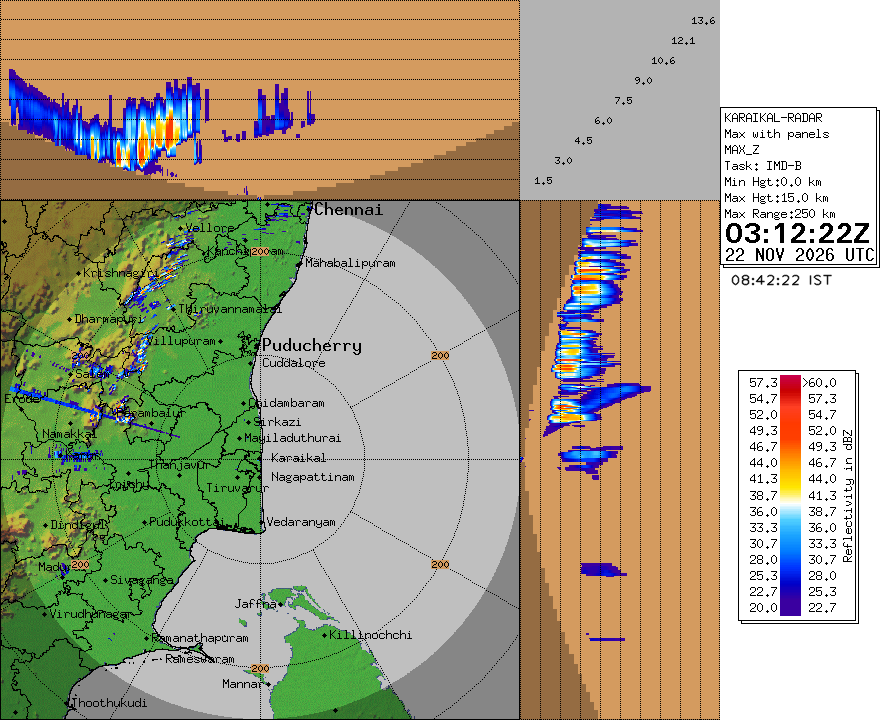 13.6
12.1
10.6
9.0
7.5
6.0
4.5
3.0
1.5
KARAIKAL-RADAR
Max with panels
MAX_Z
Task: IMD-B
Min Hgt:0.0 km
Max Hgt:15.0 km
Max Range:250 km
03:12:22Z
22 NOV 2026 UTC
08:42:22 IST
Chennai
Vellore
200
Mahabalipuram
Krishnagiri
Thiruvannamalai
Dharmapuri
Villupuram
Puducherry
200
Cuddalore
Salem
Erode
Chidambaram
Perambalur
Sirkazi
Namakkal
Mayiladuthurai
Karaikal
Thanjavur
Nagapattinam
Tiruvarur
Dindigul
Pudukkottai
Vedaranyam
200
200
Sivaganga
Jaffna
Virudhunagar
Killinochchi
Ramanathapuram
Rameswaram
200
Mannar
Thoothukudi
57.3 >60.0
54.7 57.3
52.0 54.7
49.3 52.0
46.7 49.3
44.0 46.7
41.3 44.0
38.7 41.3
36.0 38.7
33.3 36.0
30.7 33.3
28.0 30.7
25.3 28.0
22.7 25.3
20.0 22.7
Reflectivity in dBZ